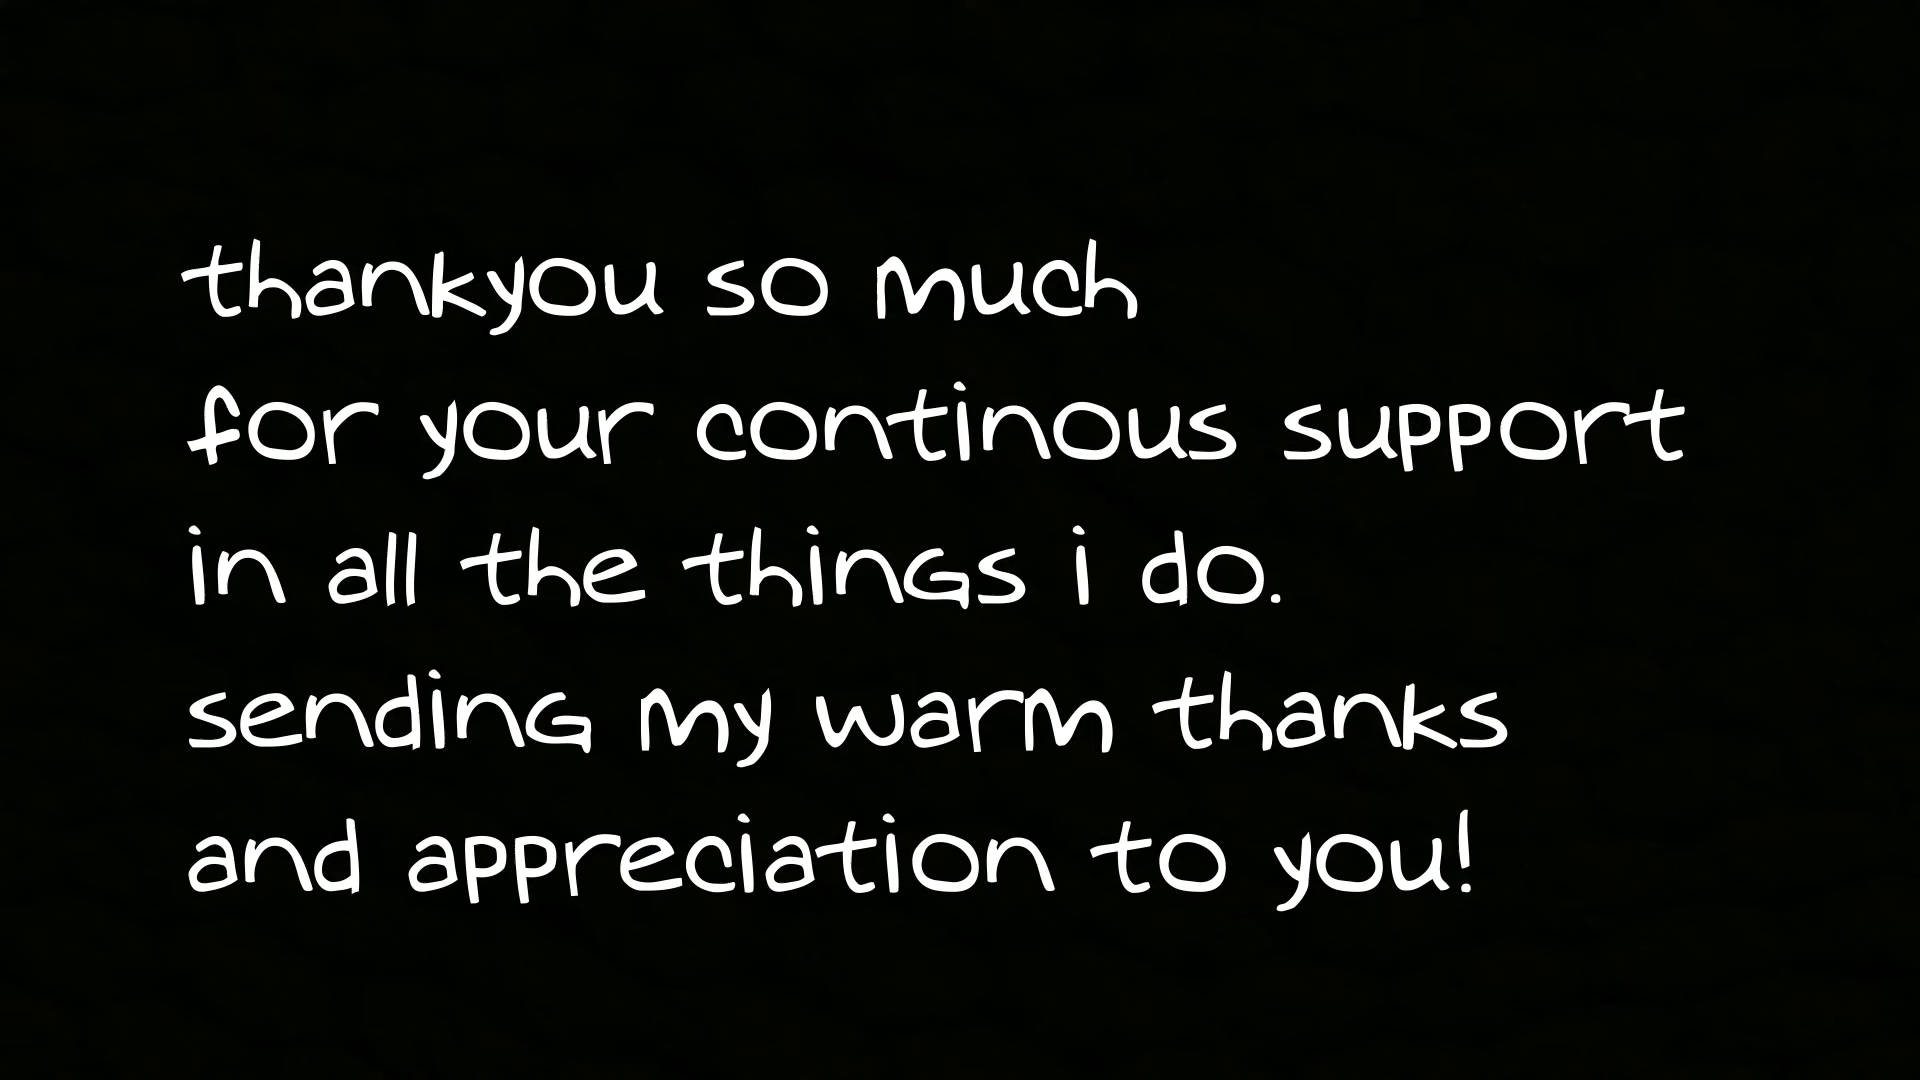 thankyou so much
for your continous support
in all the things i do.
sending my warm thanks
and appreciation to you!